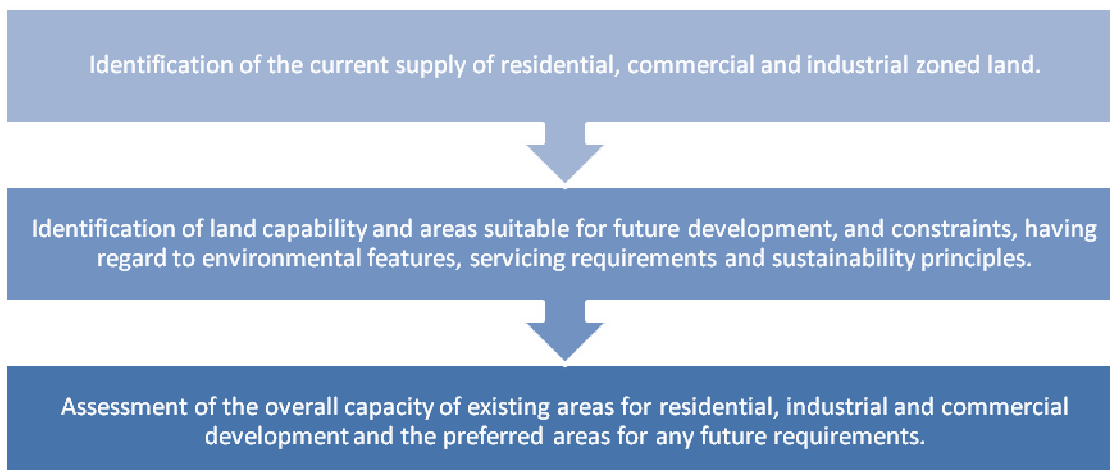 Identification of the current supply of residential, commercial and industrial zoned land.
Identification of land capability and areas suitable for future development, and constraints, having
regard to environmental features, servicing requirements and sustainability principles.
Assessment of the overall capacity of existing areas for residential, industrial and commercial
development and the preferred areas for any future requirements.